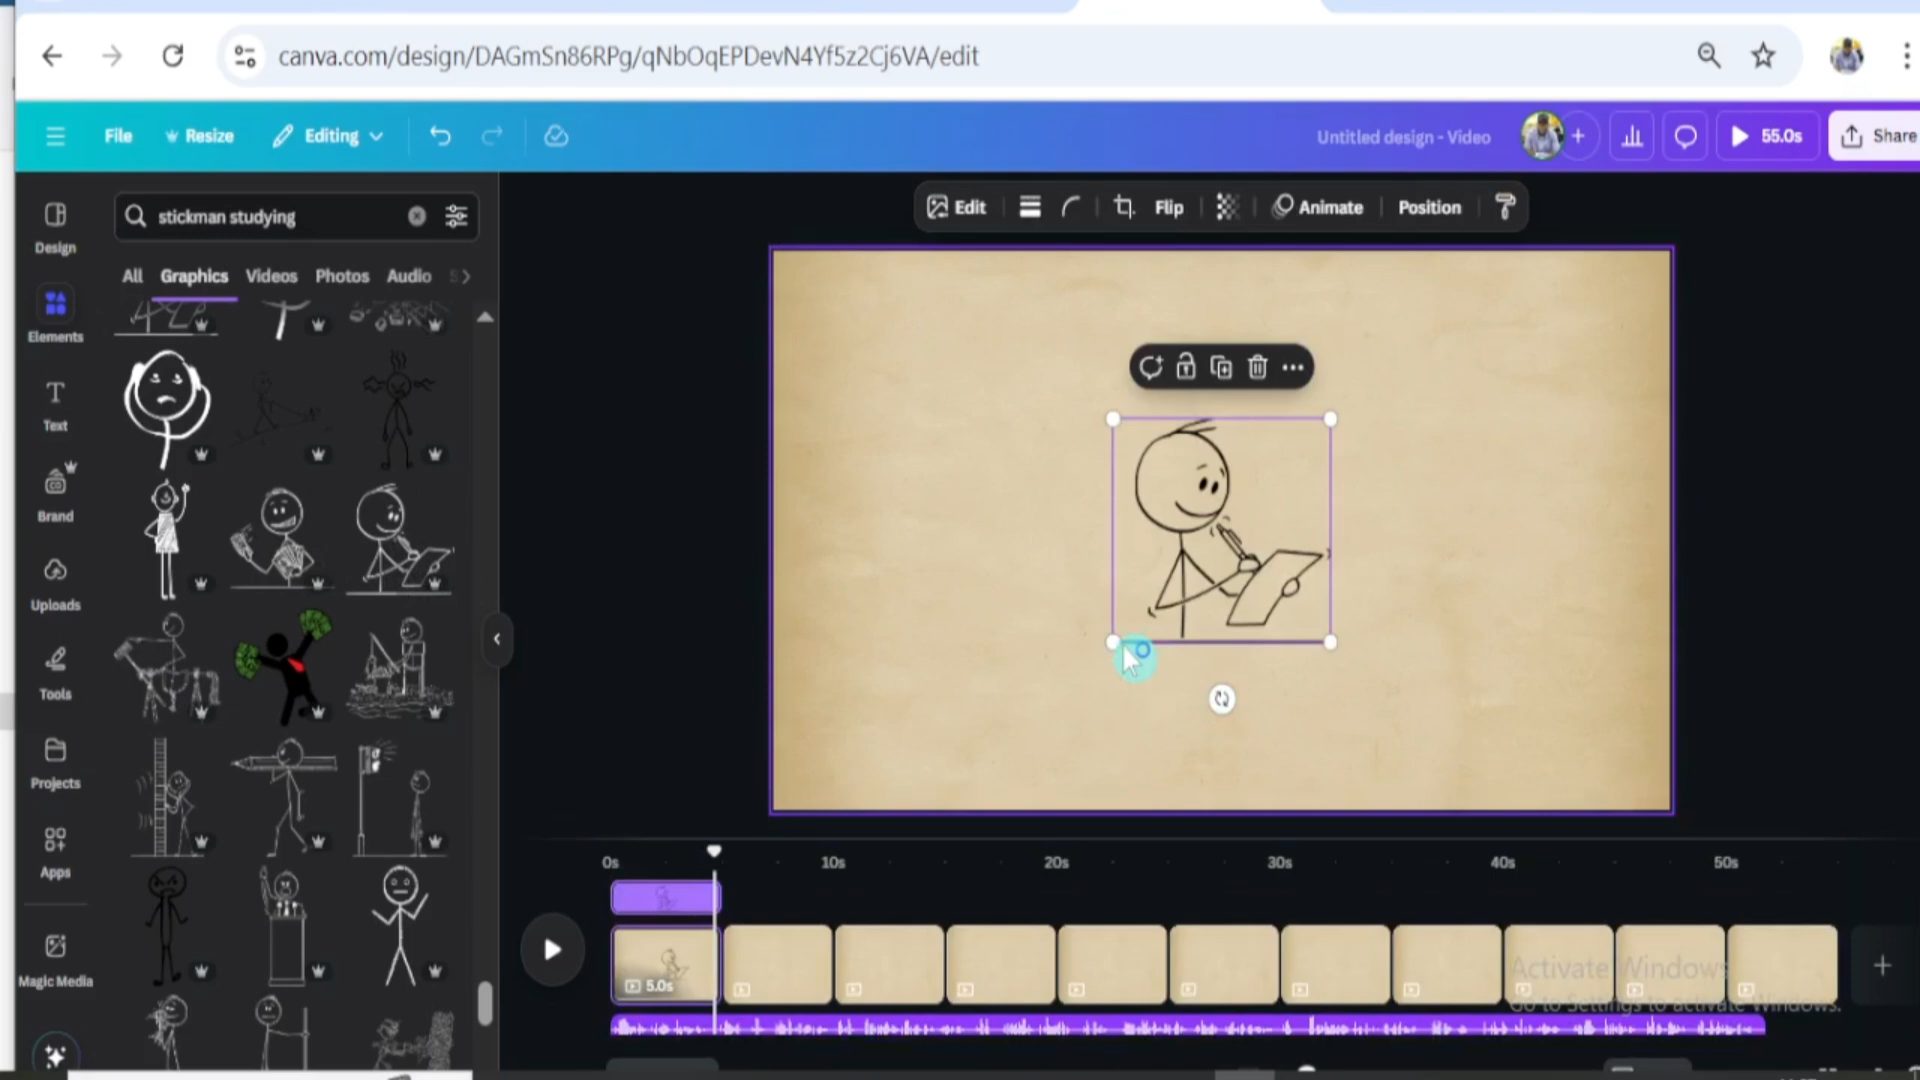 canva.com/design/DAGmSn86RPg/qNbOqEPDevN4Yf5z2Cj6VA/edit
File
Resize
Editing
Untitled design - Video
55.0s
Share
Design
Elements
Text
Brand
Uploads
Tools
Projects
Apps
Magic Media
stickman studying
All
Graphics
Videos
Photos
Audio
Edit
Flip
Animate
Position
0s
10s
20s
30s
40s
50s
5.0s
Activate Windows
Go to Settings to activate Windows.